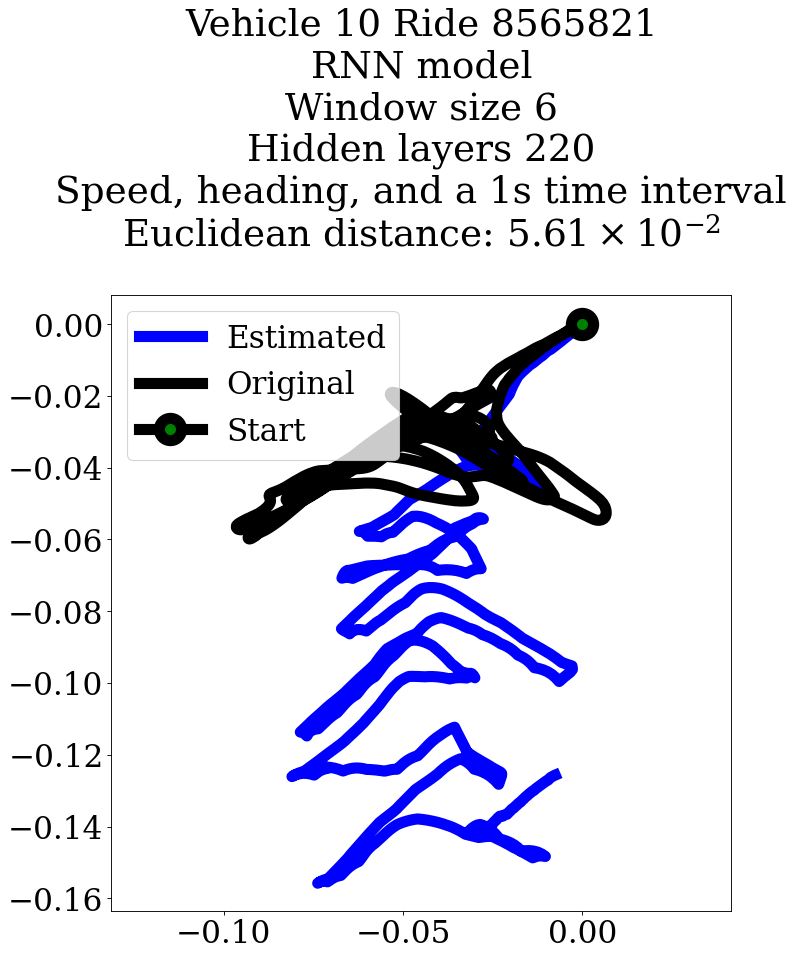 Vehicle 10 Ride 8565821
RNN model
Window size 6
Hidden layers 220
Speed, heading, and a 1s time interval
Euclidean distance: 5.61 × 10⁻²
Estimated
Original
Start
0.00
−0.02
−0.04
−0.06
−0.08
−0.10
−0.12
−0.14
−0.16
−0.10
−0.05
0.00